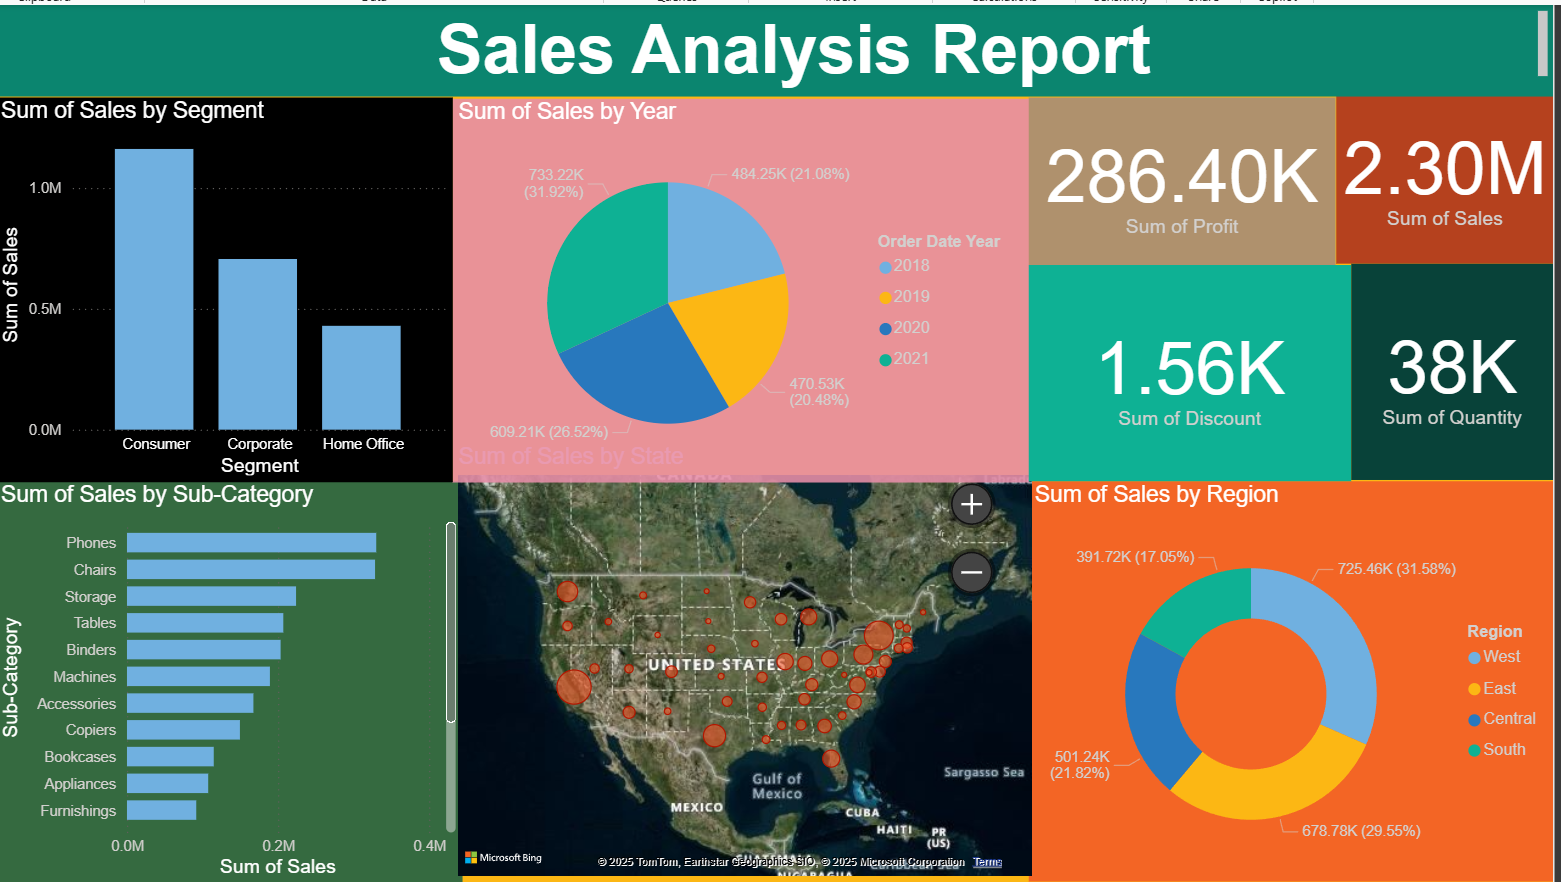 Sales Analysis Report
Sum of Sales by Segment
1.0M
0.5M
0.0M
Sum of Sales
Consumer
Corporate
Home Office
Segment
Sum of Sales by Year
733.22K
(31.92%)
484.25K (21.08%)
470.53K
(20.48%)
609.21K (26.52%)
Order Date Year
2018
2019
2020
2021
286.40K
Sum of Profit
2.30M
Sum of Sales
1.56K
Sum of Discount
38K
Sum of Quantity
Sum of Sales by Sub-Category
Sub-Category
Phones
Chairs
Storage
Tables
Binders
Machines
Accessories
Copiers
Bookcases
Appliances
Furnishings
0.0M
0.2M
0.4M
Sum of Sales
Sum of Sales by State
CANADA
UNITED STATES
Gulf of
Mexico
Sargasso Sea
MEXICO
CUBA
HAITI
PR
(US)
Caribbean Sea
NICARAGUA
Microsoft Bing
© 2025 TomTom, Earthstar Geographics SIO, © 2025 Microsoft Corporation Terms
Sum of Sales by Region
391.72K (17.05%)
725.46K (31.58%)
501.24K
(21.82%)
678.78K (29.55%)
Region
West
East
Central
South